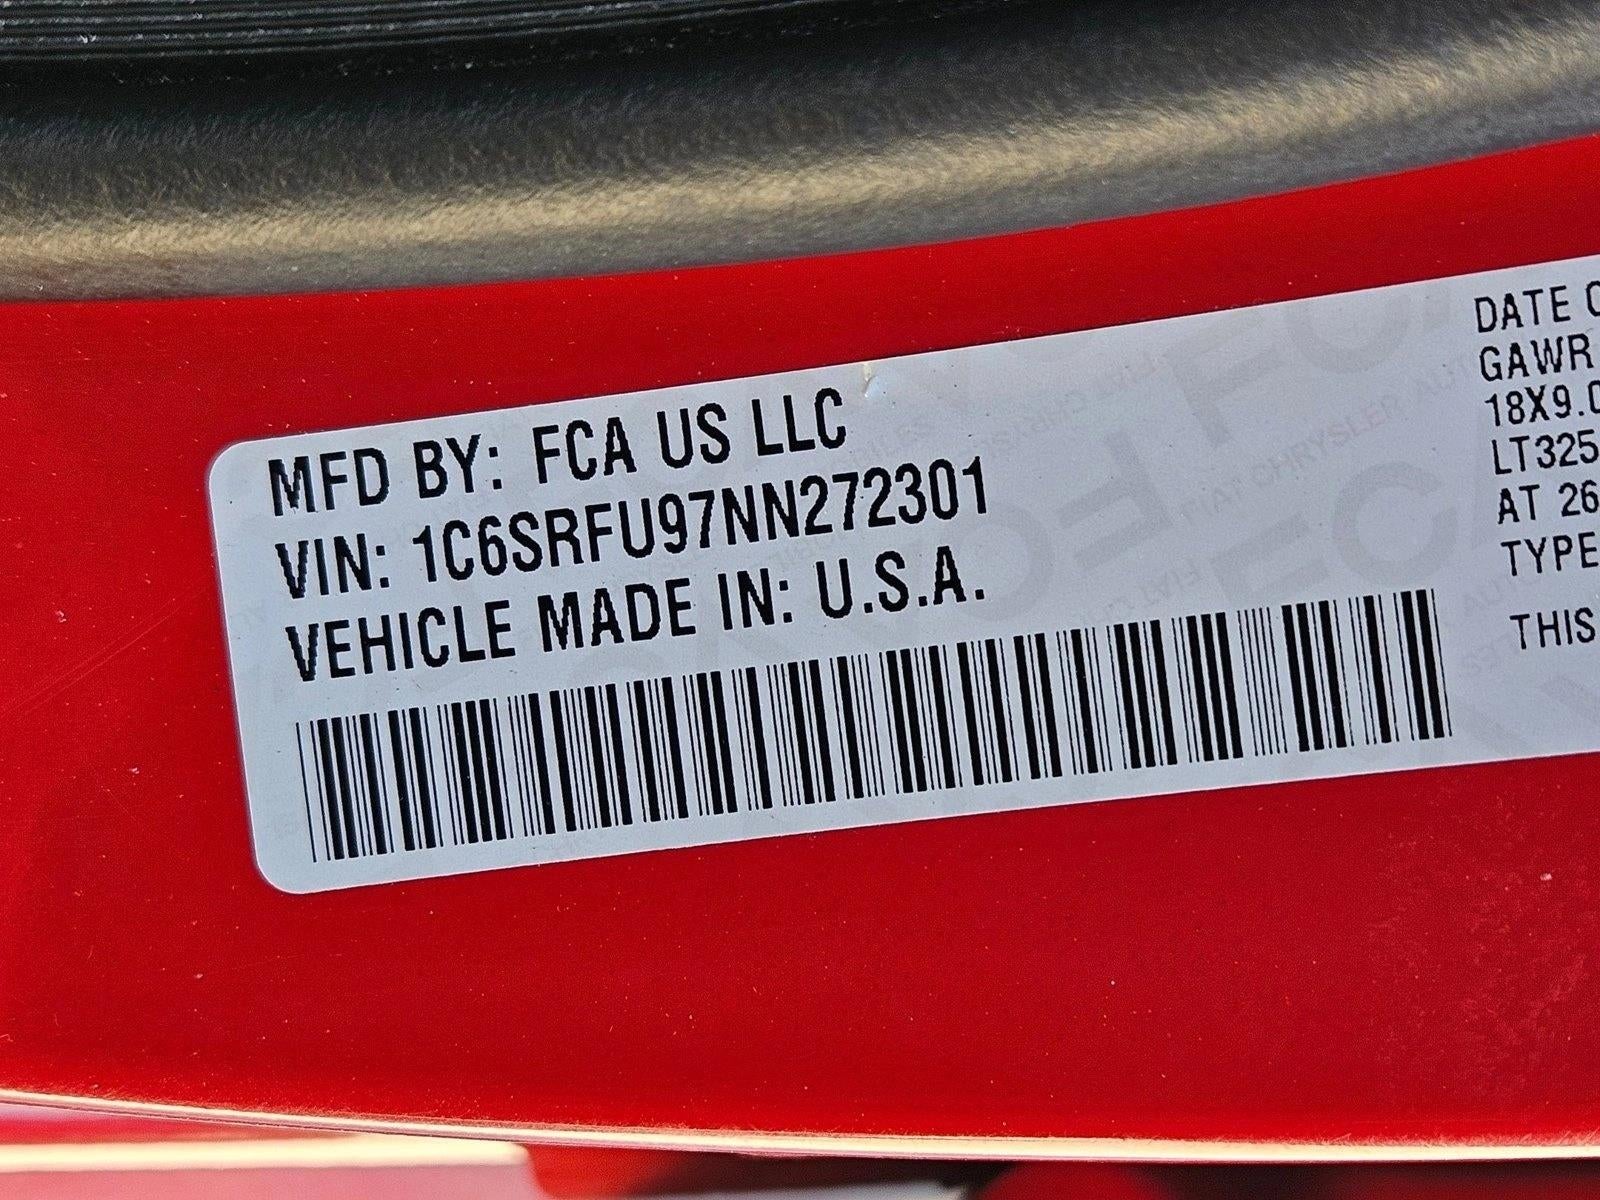 MFD BY: FCA US LLC
VIN: 1C6SRFU97NN272301
VEHICLE MADE IN: U.S.A.
DATE
GAWR
18X9.0
LT325
AT 26
TYPE
THIS